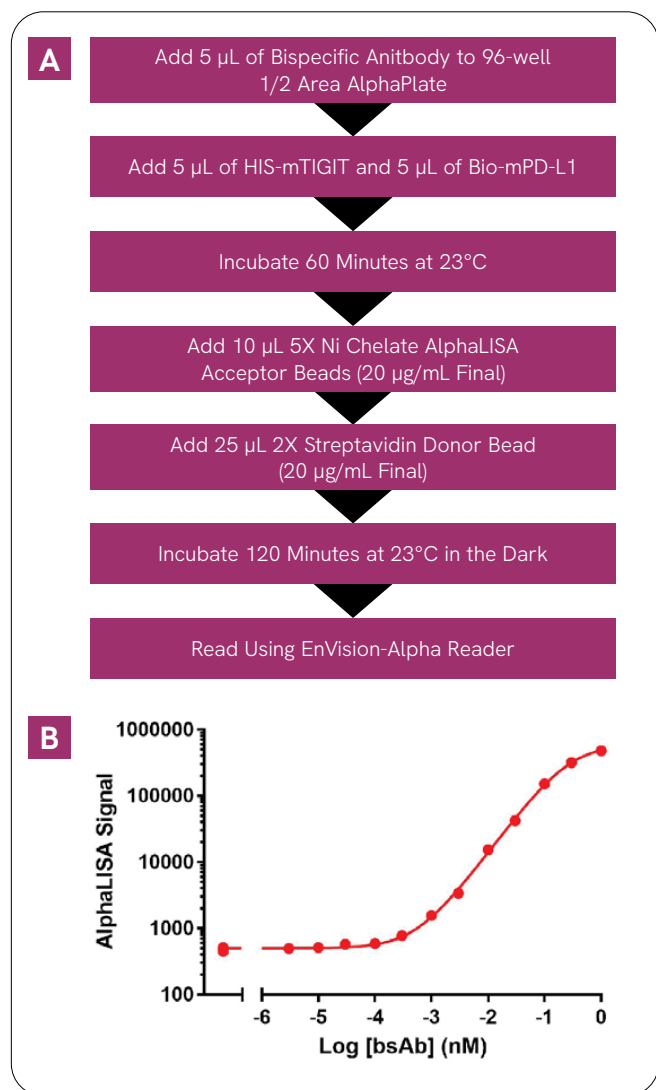 A
Add 5 µL of Bispecific Anitbody to 96-well
1/2 Area AlphaPlate
Add 5 µL of HIS-mTIGIT and 5 µL of Bio-mPD-L1
Incubate 60 Minutes at 23°C
Add 10 µL 5X Ni Chelate AlphaLISA
Acceptor Beads (20 µg/mL Final)
Add 25 µL 2X Streptavidin Donor Bead
(20 µg/mL Final)
Incubate 120 Minutes at 23°C in the Dark
Read Using EnVision-Alpha Reader
B
AlphaLISA Signal
1000000
100000
10000
1000
100
-6 -5 -4 -3 -2 -1 0
Log [bsAb] (nM)